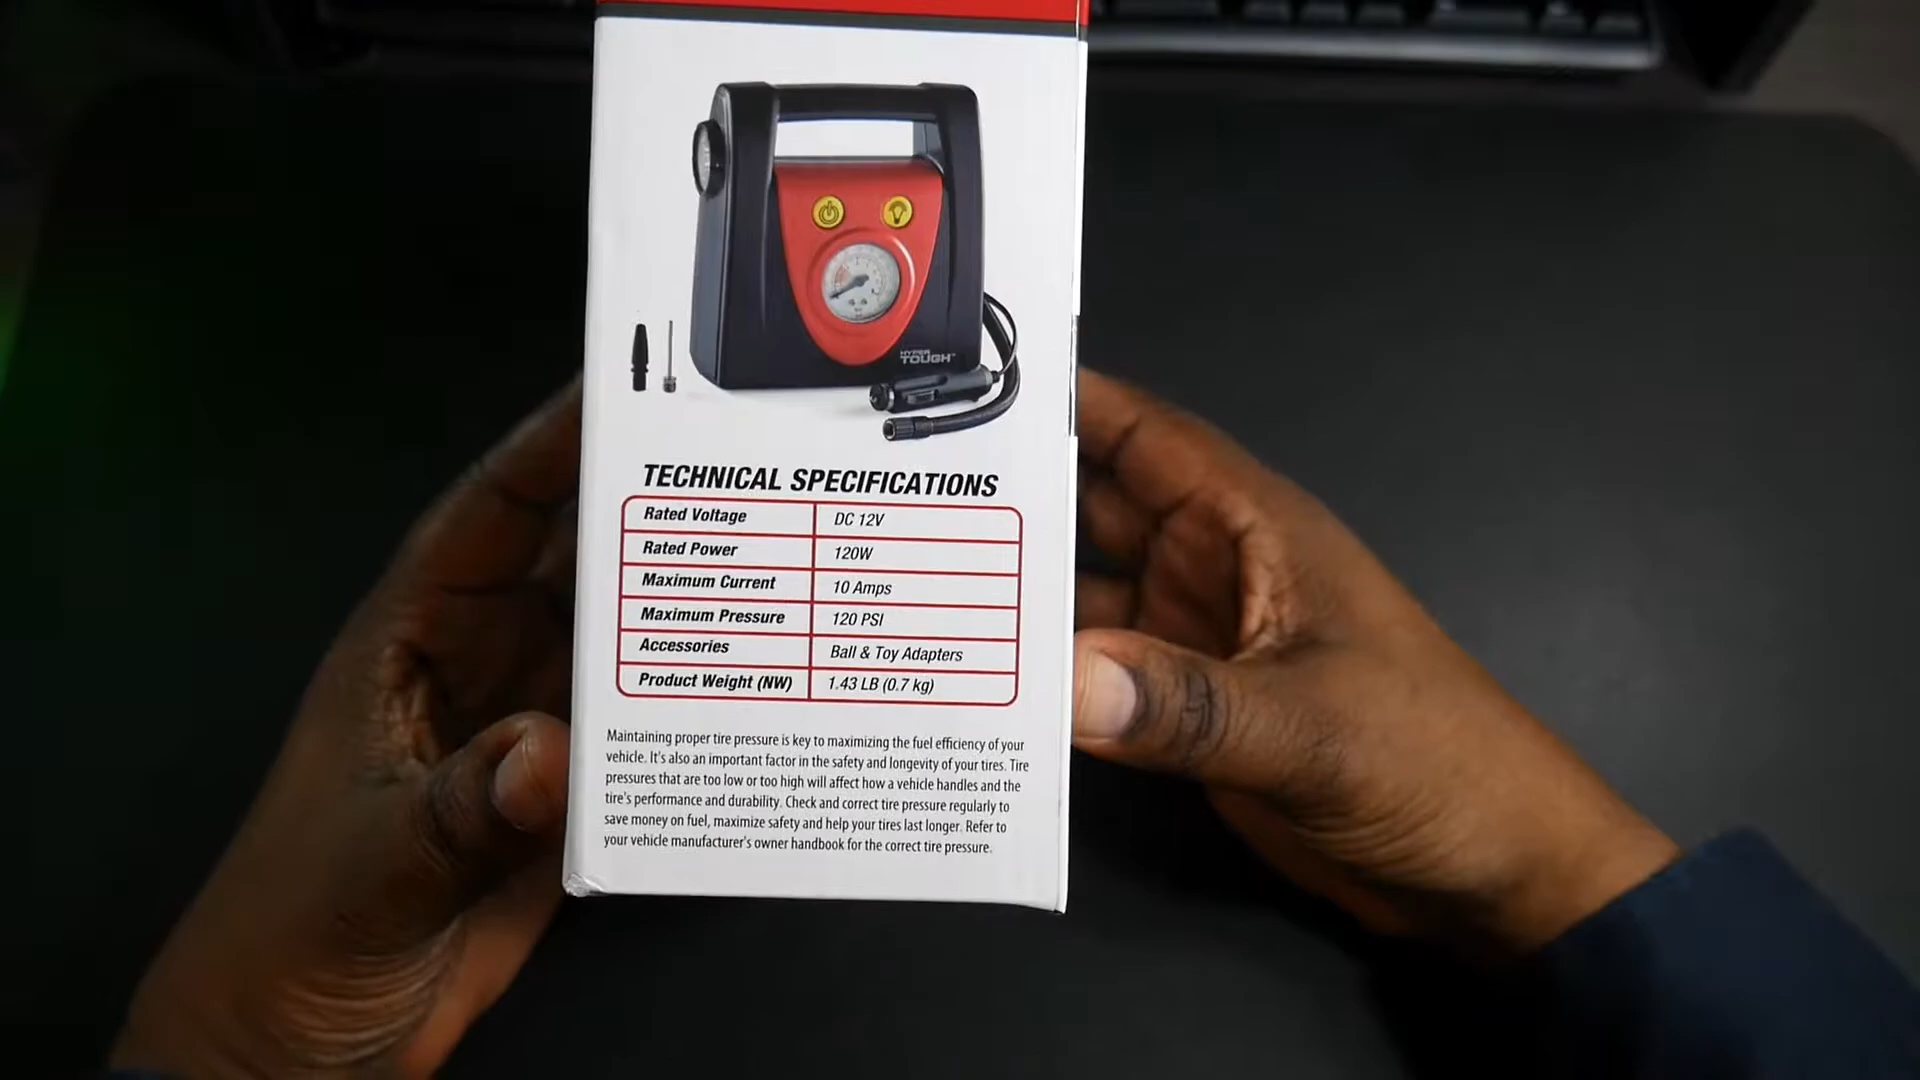 HYPER
TOUGH™
TECHNICAL SPECIFICATIONS
Rated Voltage DC 12V
Rated Power 120W
Maximum Current 10 Amps
Maximum Pressure 120 PSI
Accessories Ball & Toy Adapters
Product Weight (NW) 1.43 LB (0.7 kg)
Maintaining proper tire pressure is key to maximizing the fuel efficiency of your
vehicle. It's also an important factor in the safety and longevity of your tires. Tire
pressures that are too low or too high will affect how a vehicle handles and the
tire's performance and durability. Check and correct tire pressure regularly to
save money on fuel, maximize safety and help your tires last longer. Refer to
your vehicle manufacturer's owner handbook for the correct tire pressure.